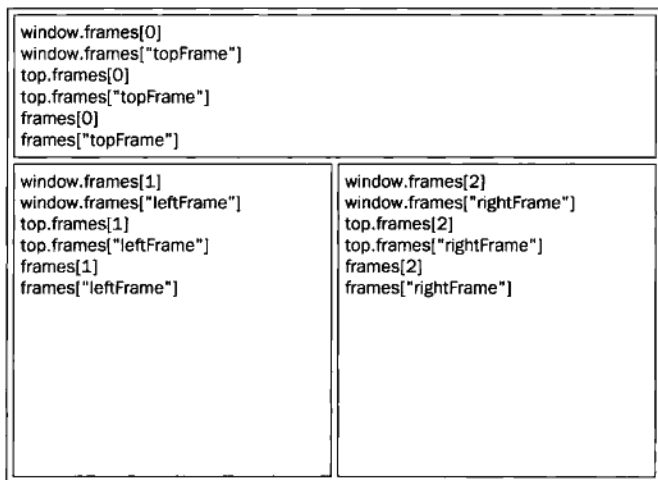 window.frames[0]
window.frames["topFrame"]
top.frames[0]
top.frames["topFrame"]
frames[0]
frames["topFrame"]
window.frames[1]
window.frames["leftFrame"]
top.frames[1]
top.frames["leftFrame"]
frames[1]
frames["leftFrame"]
window.frames[2]
window.frames["rightFrame"]
top.frames[2]
top.frames["rightFrame"]
frames[2]
frames["rightFrame"]